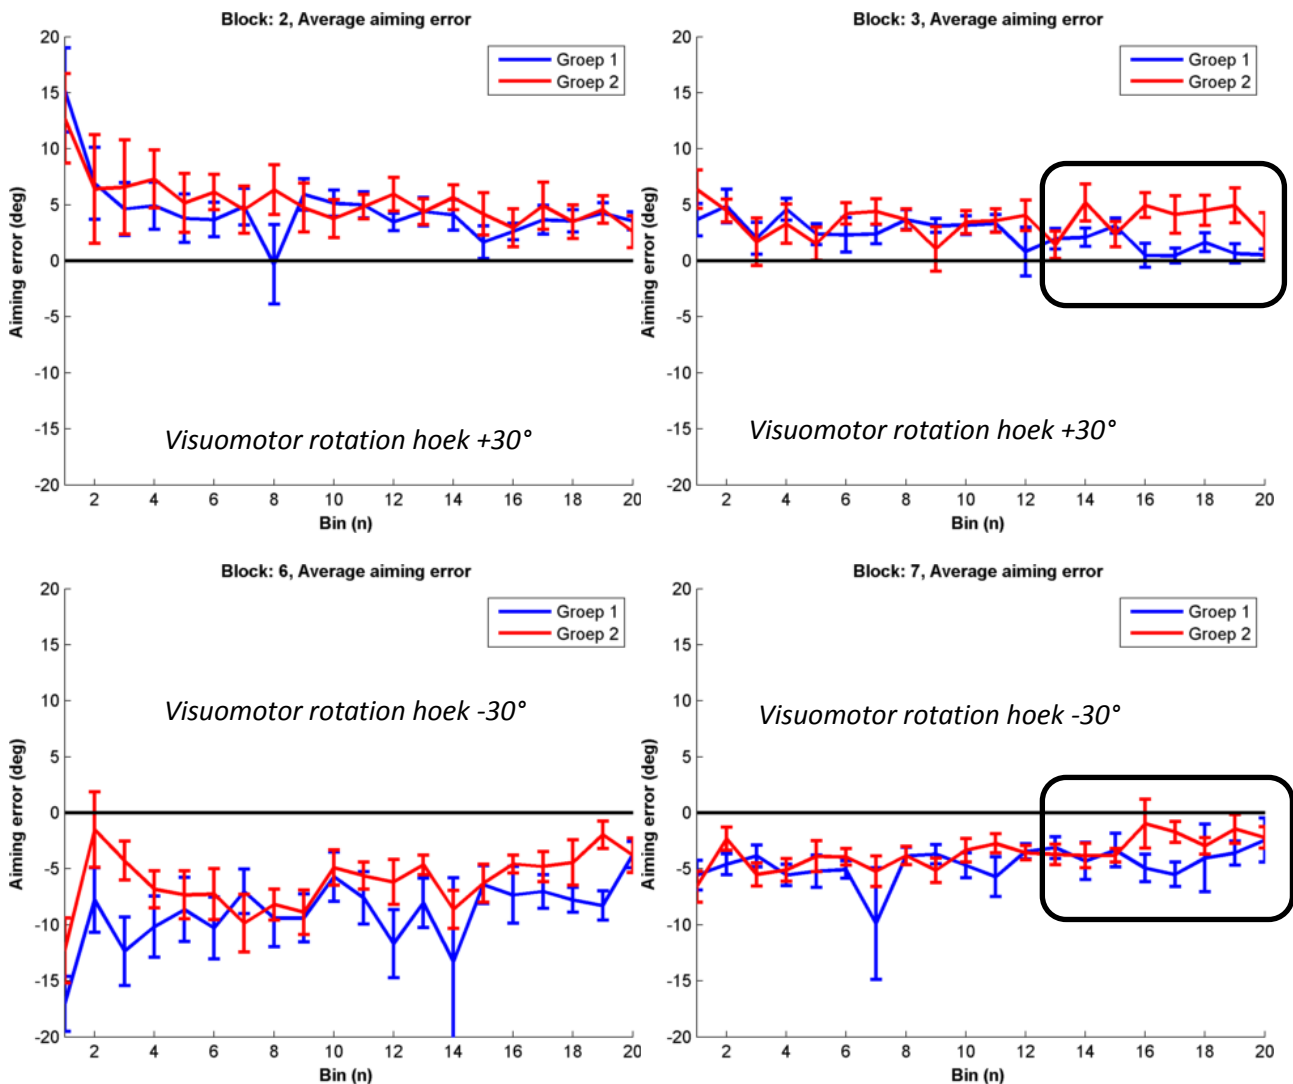 Block: 2, Average aiming error
20
15
10
5
0
-5
-10
-15
-20
Aiming error (deg)
Groep 1
Groep 2
Visuomotor rotation hoek +30°
2 4 6 8 10 12 14 16 18 20
Bin (n)
Block: 3, Average aiming error
20
15
10
5
0
-5
-10
-15
-20
Aiming error (deg)
Groep 1
Groep 2
Visuomotor rotation hoek +30°
2 4 6 8 10 12 14 16 18 20
Bin (n)
Block: 6, Average aiming error
20
15
10
5
0
-5
-10
-15
-20
Aiming error (deg)
Groep 1
Groep 2
Visuomotor rotation hoek -30°
2 4 6 8 10 12 14 16 18 20
Bin (n)
Block: 7, Average aiming error
20
15
10
5
0
-5
-10
-15
-20
Aiming error (deg)
Groep 1
Groep 2
Visuomotor rotation hoek -30°
2 4 6 8 10 12 14 16 18 20
Bin (n)